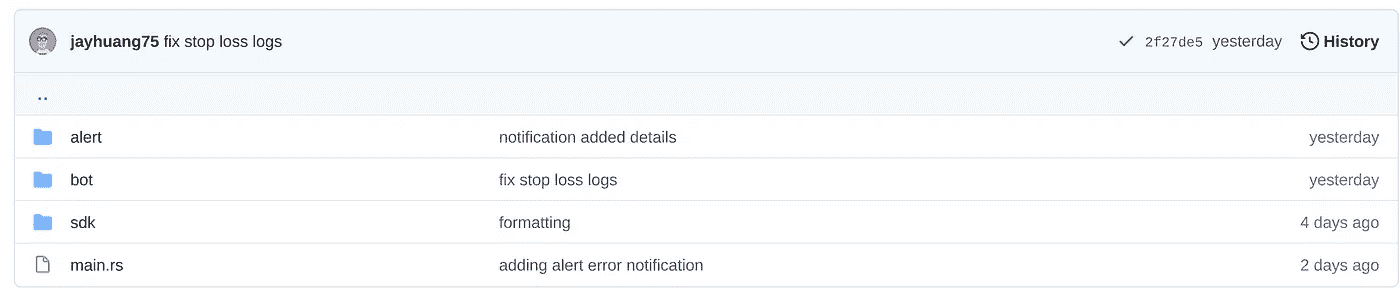 jayhuang75 fix stop loss logs 2f27de5 yesterday History
..
alert notification added details yesterday
bot fix stop loss logs yesterday
sdk formatting 4 days ago
main.rs adding alert error notification 2 days ago